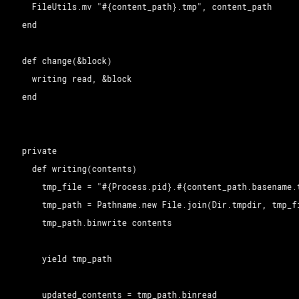 FileUtils.mv "#{content_path}.tmp", content_path
end
def change(&block)
writing read, &block
end
private
def writing(contents)
tmp_file = "#{Process.pid}.#{content_path.basename.
tmp_path = Pathname.new File.join(Dir.tmpdir, tmp_fi
tmp_path.binwrite contents
yield tmp_path
updated_contents = tmp_path.binread